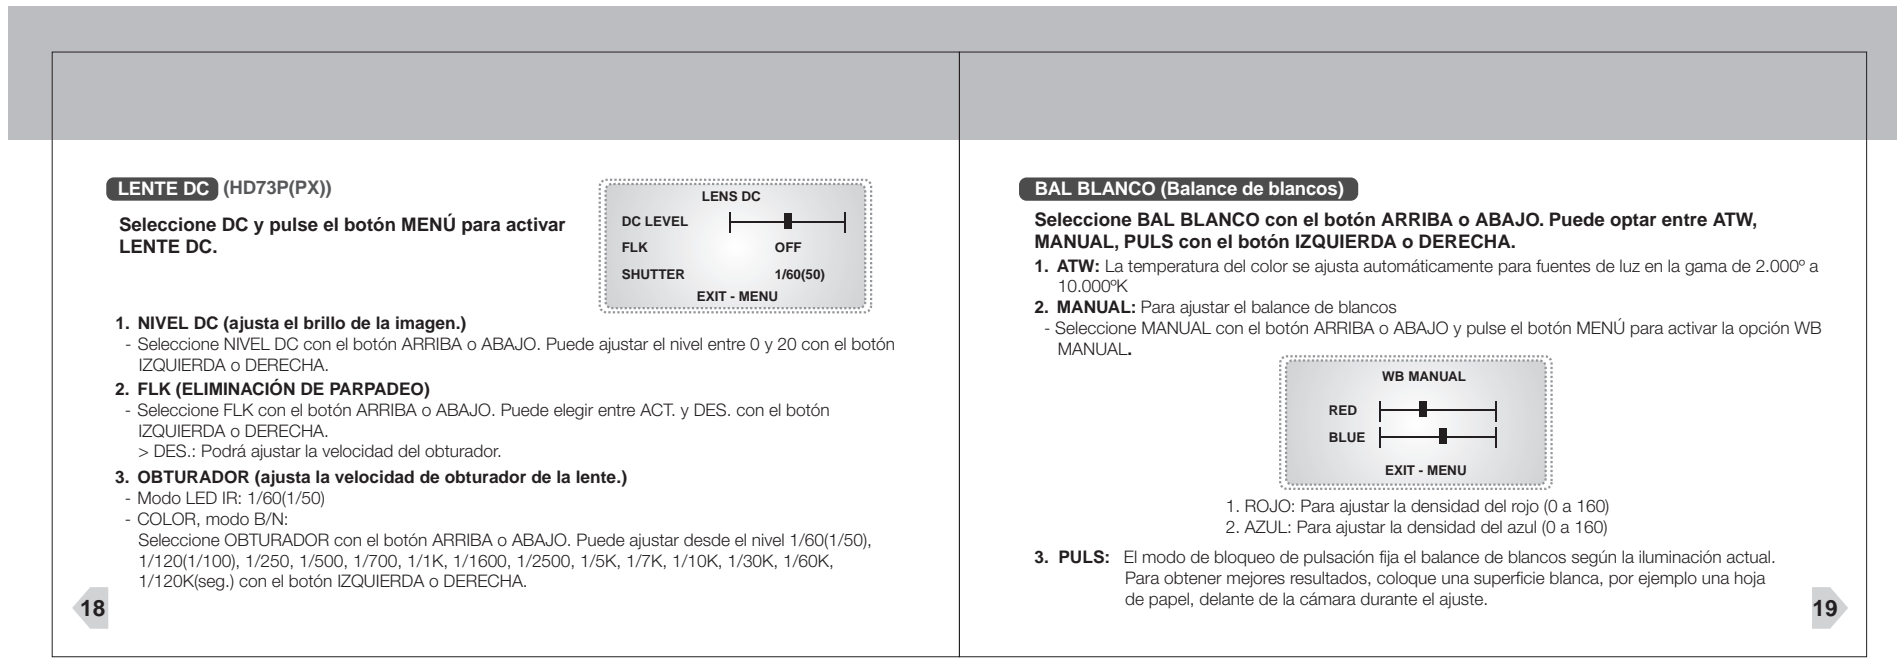 LENTE DC (HD73P(PX))
Seleccione DC y pulse el botón MENÚ para activar
LENTE DC.
LENS DC
DC LEVEL
FLK OFF
SHUTTER 1/60(50)
EXIT - MENU
1. NIVEL DC (ajusta el brillo de la imagen.)
- Seleccione NIVEL DC con el botón ARRIBA o ABAJO. Puede ajustar el nivel entre 0 y 20 con el botón
IZQUIERDA o DERECHA.
2. FLK (ELIMINACIÓN DE PARPADEO)
- Seleccione FLK con el botón ARRIBA o ABAJO. Puede elegir entre ACT. y DES. con el botón
IZQUIERDA o DERECHA.
> DES.: Podrá ajustar la velocidad del obturador.
3. OBTURADOR (ajusta la velocidad de obturador de la lente.)
- Modo LED IR: 1/60(1/50)
- COLOR, modo B/N:
Seleccione OBTURADOR con el botón ARRIBA o ABAJO. Puede ajustar desde el nivel 1/60(1/50),
1/120(1/100), 1/250, 1/500, 1/700, 1/1K, 1/1600, 1/2500, 1/5K, 1/7K, 1/10K, 1/30K, 1/60K,
1/120K(seg.) con el botón IZQUIERDA o DERECHA.
18
BAL BLANCO (Balance de blancos)
Seleccione BAL BLANCO con el botón ARRIBA o ABAJO. Puede optar entre ATW,
MANUAL, PULS con el botón IZQUIERDA o DERECHA.
1. ATW: La temperatura del color se ajusta automáticamente para fuentes de luz en la gama de 2.000º a
10.000ºK
2. MANUAL: Para ajustar el balance de blancos
- Seleccione MANUAL con el botón ARRIBA o ABAJO y pulse el botón MENÚ para activar la opción WB
MANUAL.
WB MANUAL
RED
BLUE
EXIT - MENU
1. ROJO: Para ajustar la densidad del rojo (0 a 160)
2. AZUL: Para ajustar la densidad del azul (0 a 160)
3. PULS: El modo de bloqueo de pulsación fija el balance de blancos según la iluminación actual.
Para obtener mejores resultados, coloque una superficie blanca, por ejemplo una hoja
de papel, delante de la cámara durante el ajuste.
19